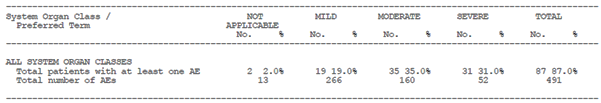 System Organ Class / NOT MILD MODERATE SEVERE TOTAL
Preferred Term APPLICABLE
No. % No. % No. % No. % No. %
ALL SYSTEM ORGAN CLASSES
Total patients with at least one AE 2 2.0% 19 19.0% 35 35.0% 31 31.0% 87 87.0%
Total number of AEs 13 266 160 52 491